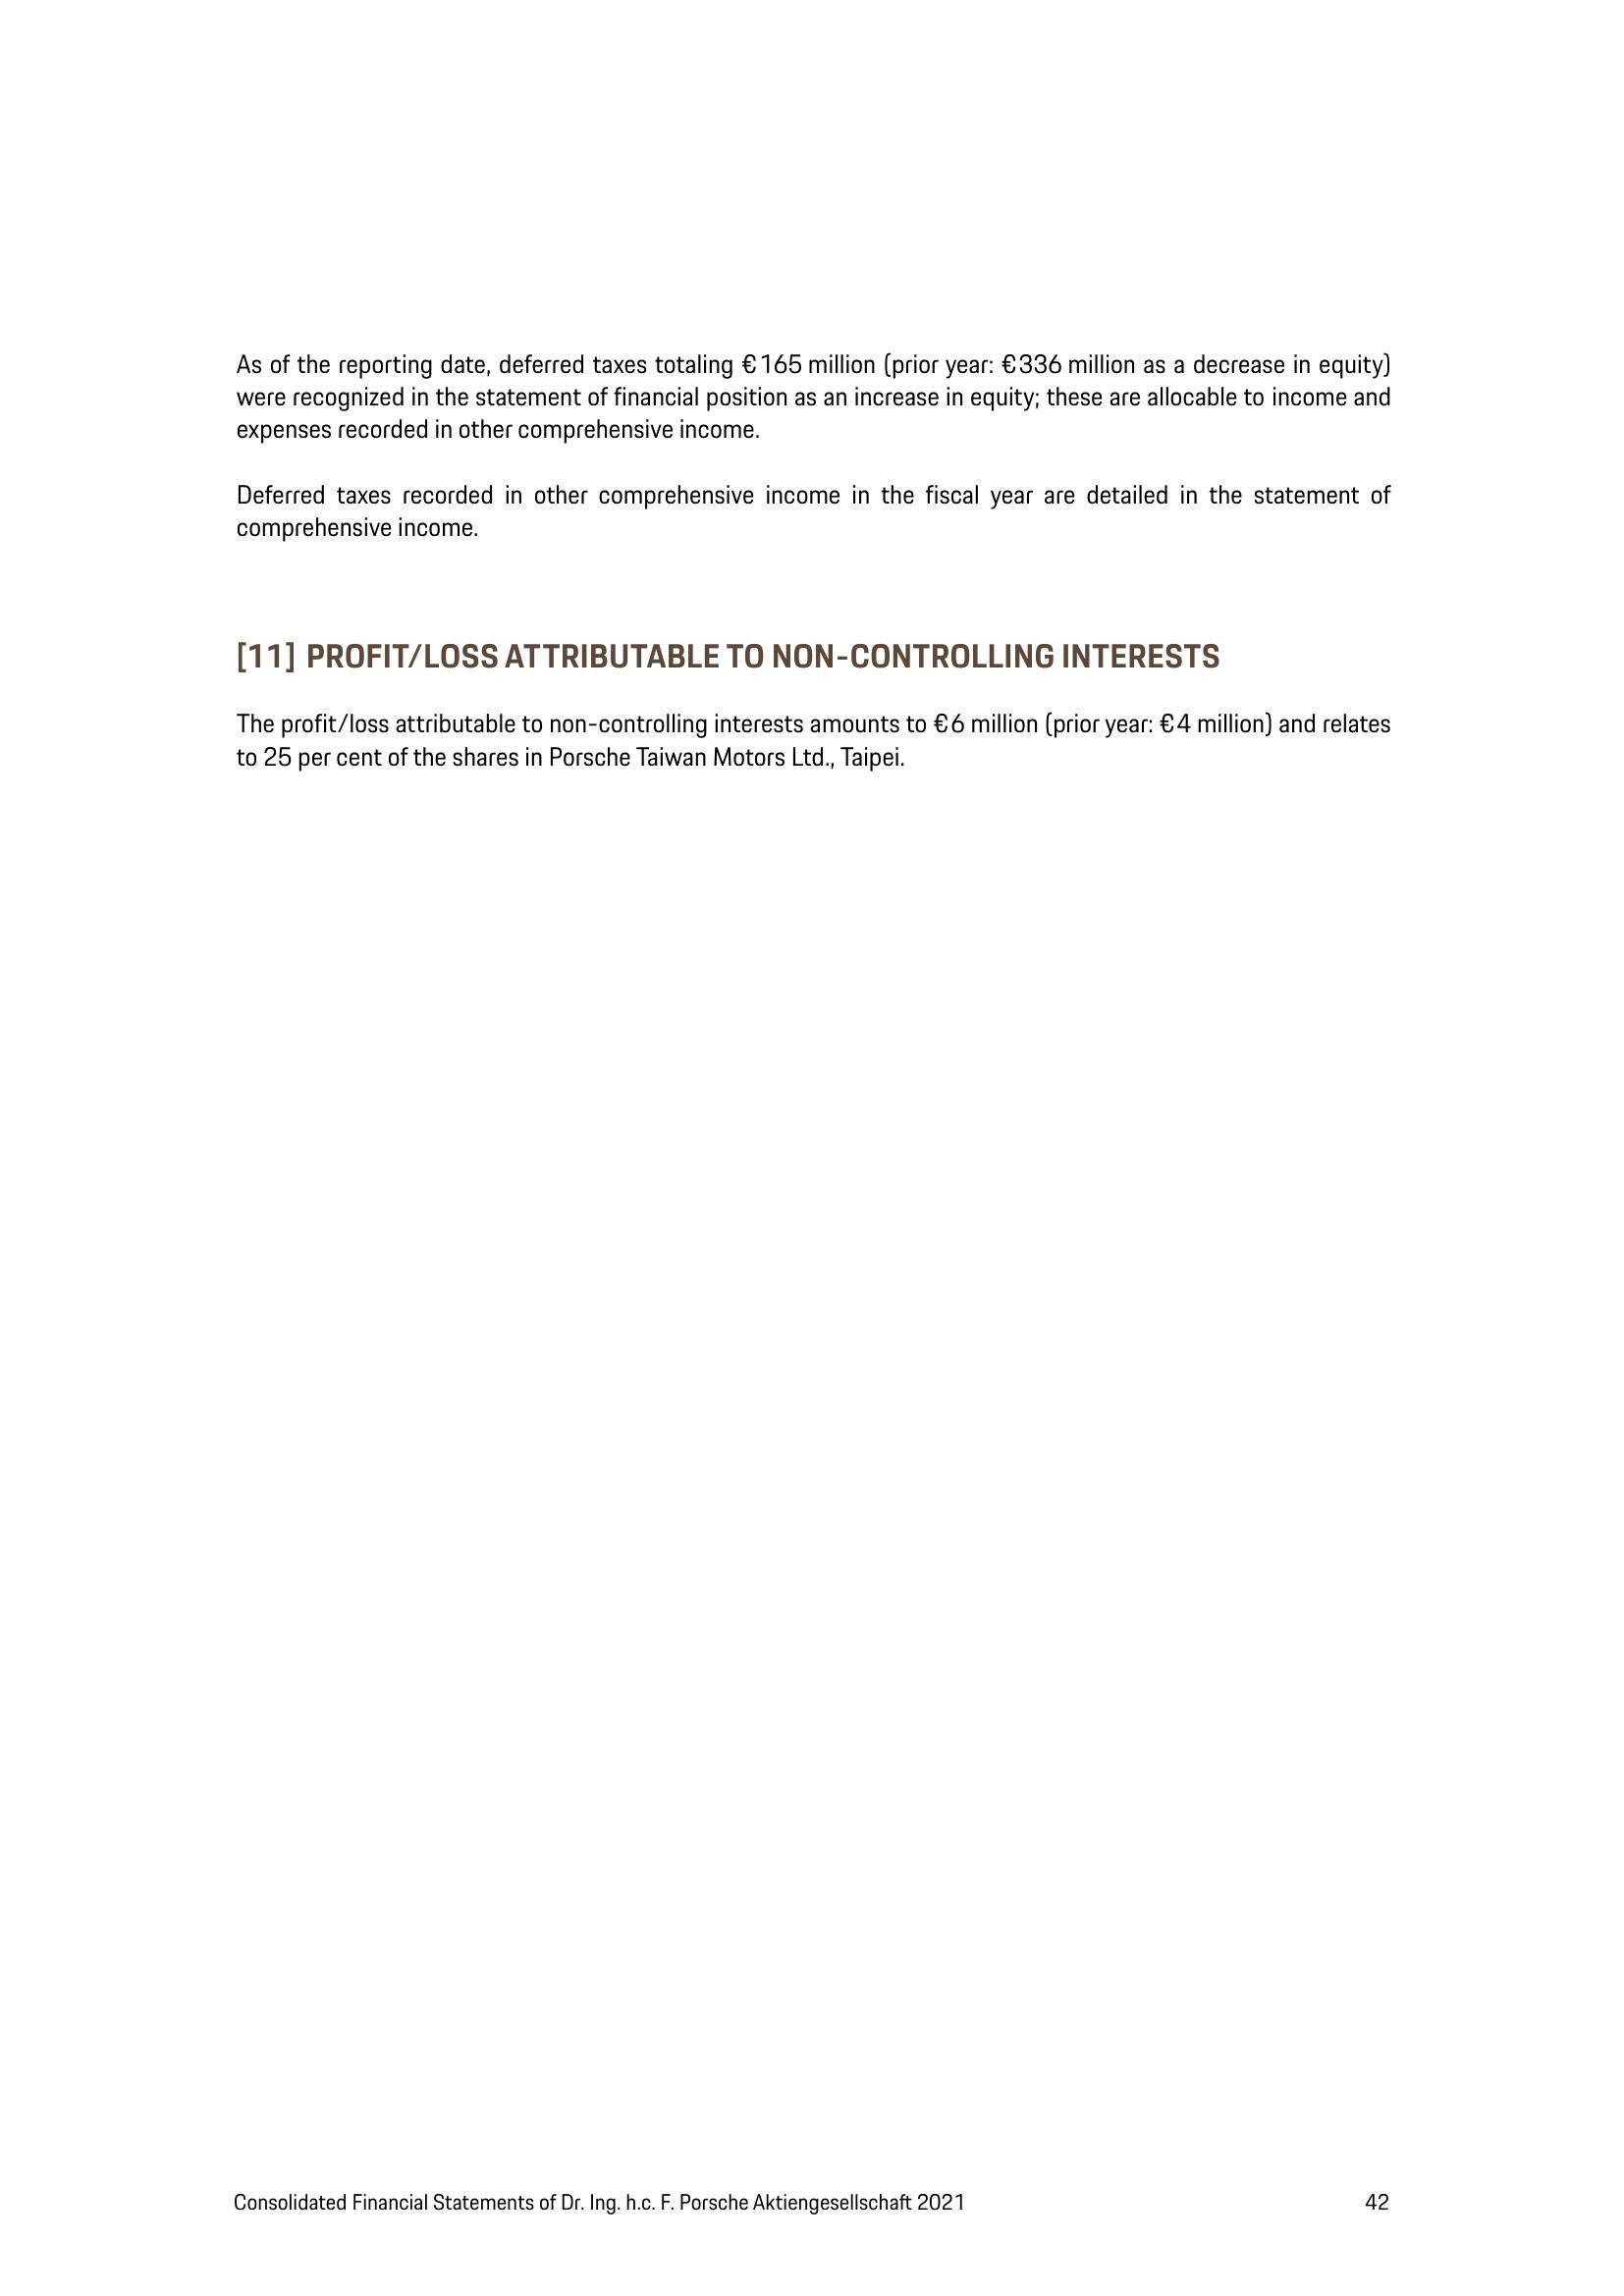 As of the reporting date, deferred taxes totaling €165 million (prior year: €336 million as a decrease in equity)
were recognized in the statement of financial position as an increase in equity; these are allocable to income and
expenses recorded in other comprehensive income.
Deferred taxes recorded in other comprehensive income in the fiscal year are detailed in the statement of
comprehensive income.
[11] PROFIT/LOSS ATTRIBUTABLE TO NON-CONTROLLING INTERESTS
The profit/loss attributable to non-controlling interests amounts to €6 million (prior year: €4 million) and relates
to 25 per cent of the shares in Porsche Taiwan Motors Ltd., Taipei.
Consolidated Financial Statements of Dr. Ing. h.c. F. Porsche Aktiengesellschaft 2021 42